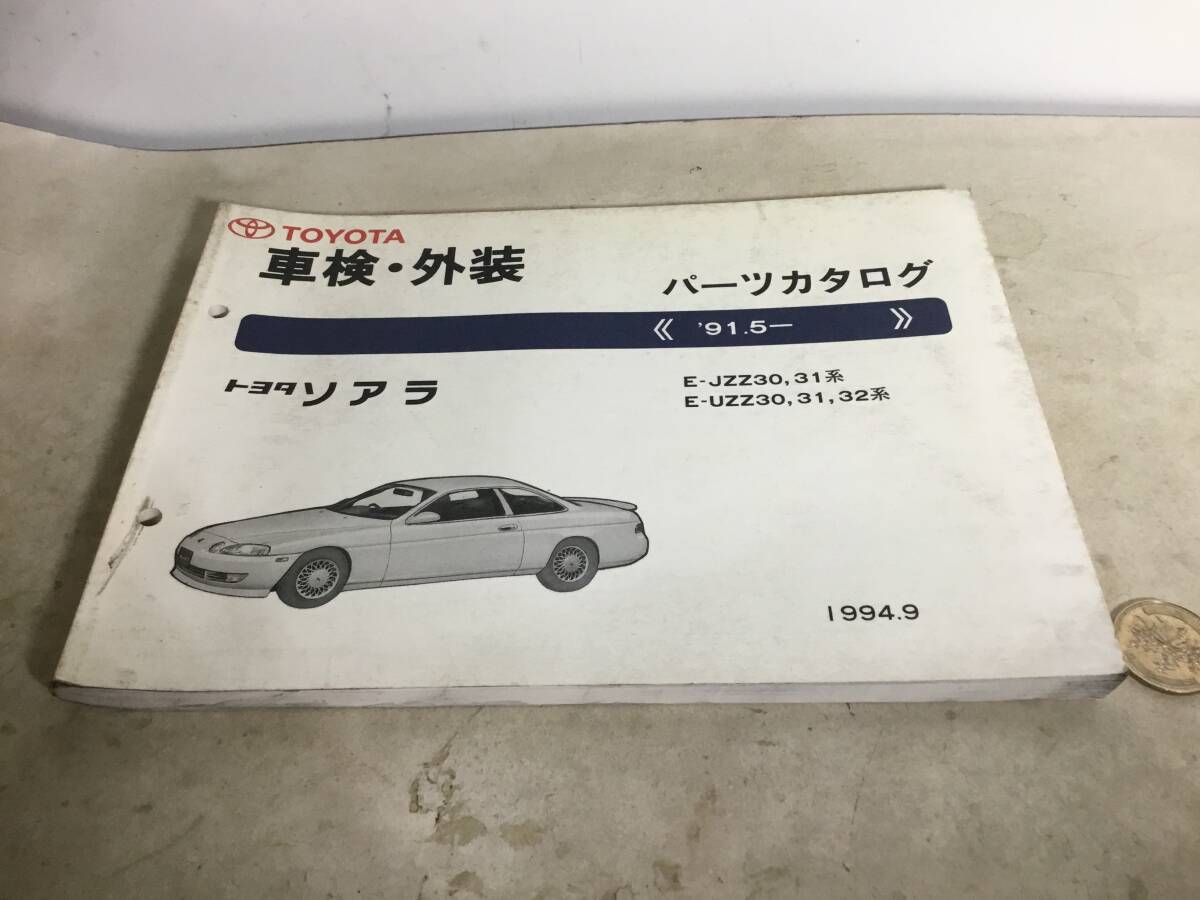 TOYOTA
車検・外装
パーツカタログ
《 '91.5ー 》
トヨタ ソアラ
E-JZZ30, 31系
E-UZZ30, 31, 32系
1994.9